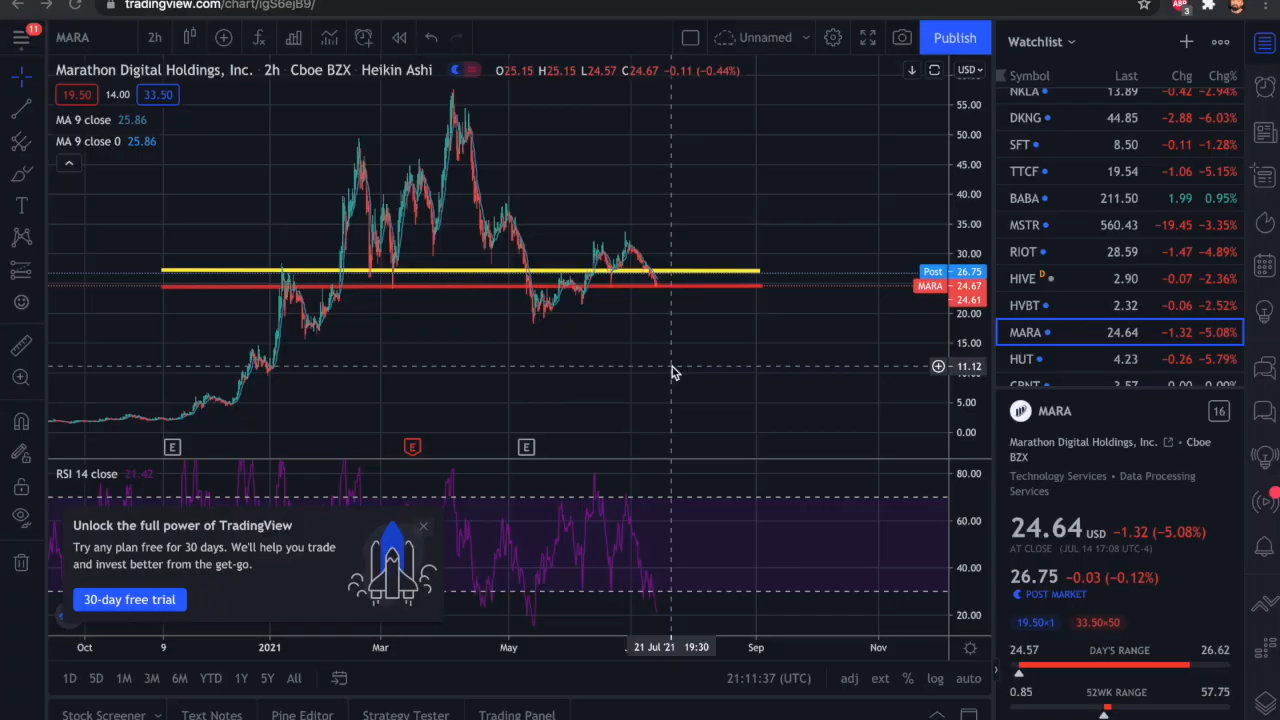 tradingview.com/chart/igS6ejB9/
3
11
MARA
2h
Unnamed
Publish
Marathon Digital Holdings, Inc. · 2h · Cboe BZX · Heikin Ashi
O25.15 H25.15 L24.57 C24.67 -0.11 (-0.44%)
USD
19.50
14.00
33.50
MA 9 close 25.86
MA 9 close 0 25.86
55.00
50.00
45.00
40.00
35.00
30.00
Post 26.75
MARA 24.67
24.61
20.00
15.00
11.12
5.00
0.00
E
E
E
RSI 14 close 21.42
80.00
60.00
40.00
20.00
Unlock the full power of TradingView
Try any plan free for 30 days. We'll help you trade
and invest better from the get-go.
30-day free trial
Oct
9
2021
Mar
May
21 Jul '21 19:30
Sep
Nov
1D 5D 1M 3M 6M YTD 1Y 5Y All
21:11:37 (UTC)
adj ext % log auto
Stock Screener
Text Notes
Pine Editor
Strategy Tester
Trading Panel
Watchlist
Symbol Last Chg Chg%
NKLA 13.89 -0.42 -2.94%
DKNG 44.85 -2.88 -6.03%
SFT 8.50 -0.11 -1.28%
TTCF 19.54 -1.06 -5.15%
BABA 211.50 1.99 0.95%
MSTR 560.43 -19.45 -3.35%
RIOT 28.59 -1.47 -4.89%
HIVE D 2.90 -0.07 -2.36%
HVBT 2.32 -0.06 -2.52%
MARA 24.64 -1.32 -5.08%
HUT 4.23 -0.26 -5.79%
MARA
16
Marathon Digital Holdings, Inc. · Cboe
BZX
Technology Services · Data Processing
Services
24.64 USD -1.32 (-5.08%)
AT CLOSE (JUL 14 17:08 UTC-4)
26.75 -0.03 (-0.12%)
POST MARKET
19.50×1
33.50×50
24.57 DAY'S RANGE 26.62
0.85 52WK RANGE 57.75